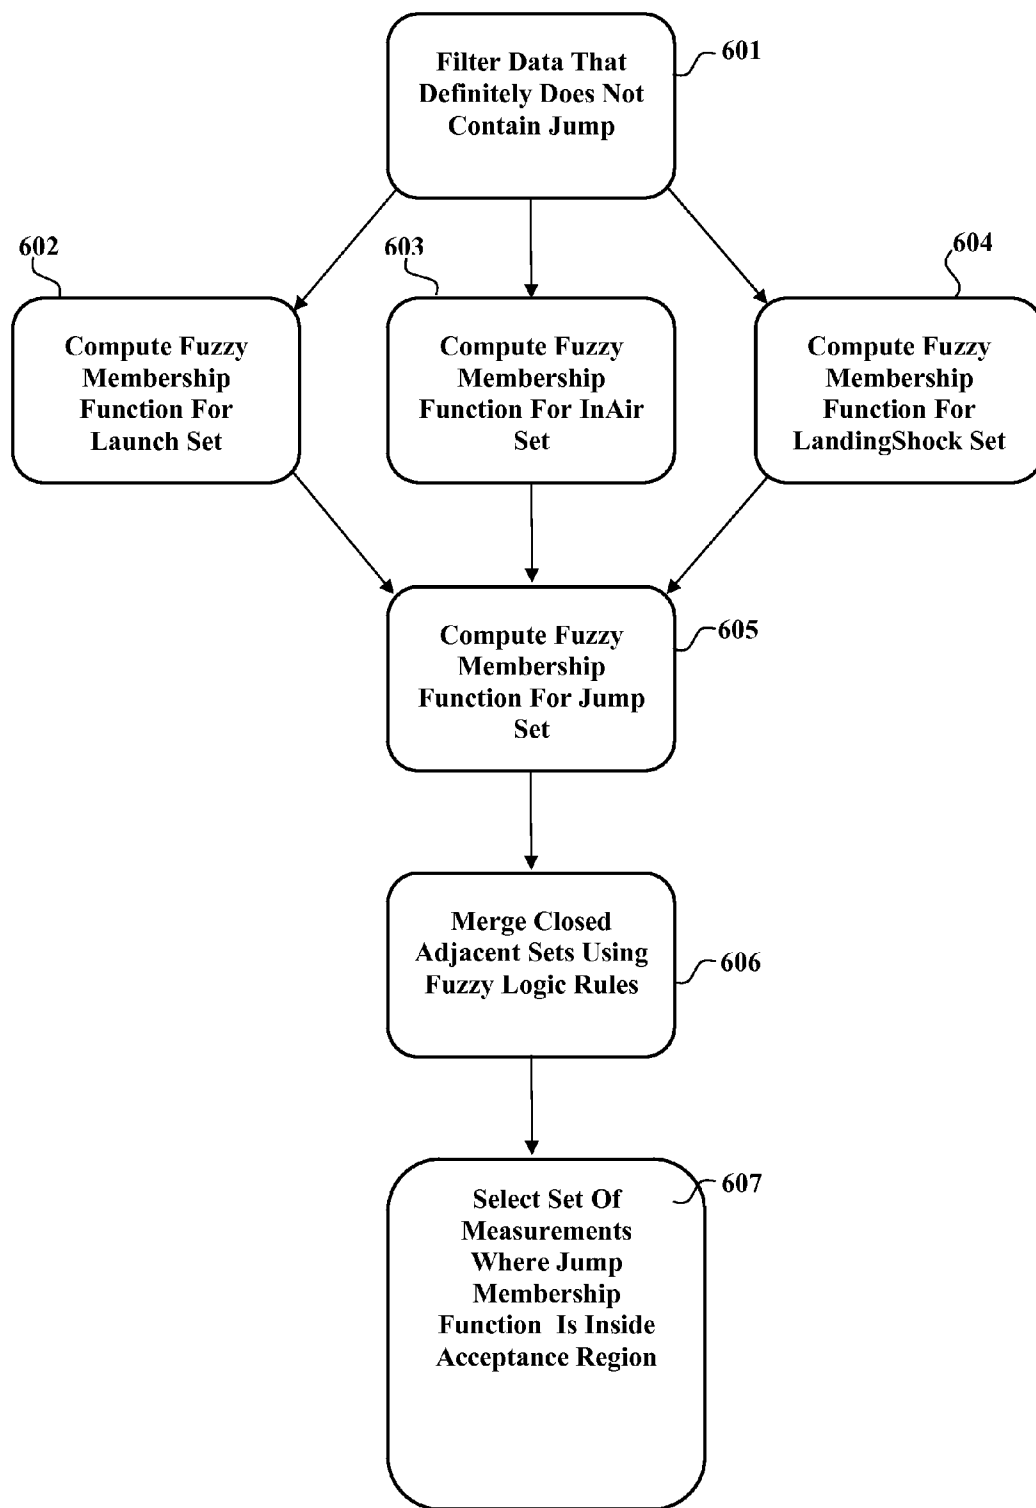 Filter Data That
Definitely Does Not
Contain Jump
601
602
Compute Fuzzy
Membership
Function For
Launch Set
603
Compute Fuzzy
Membership
Function For InAir
Set
604
Compute Fuzzy
Membership
Function For
LandingShock Set
Compute Fuzzy
Membership
Function For Jump
Set
605
Merge Closed
Adjacent Sets Using
Fuzzy Logic Rules
606
Select Set Of
Measurements
Where Jump
Membership
Function Is Inside
Acceptance Region
607